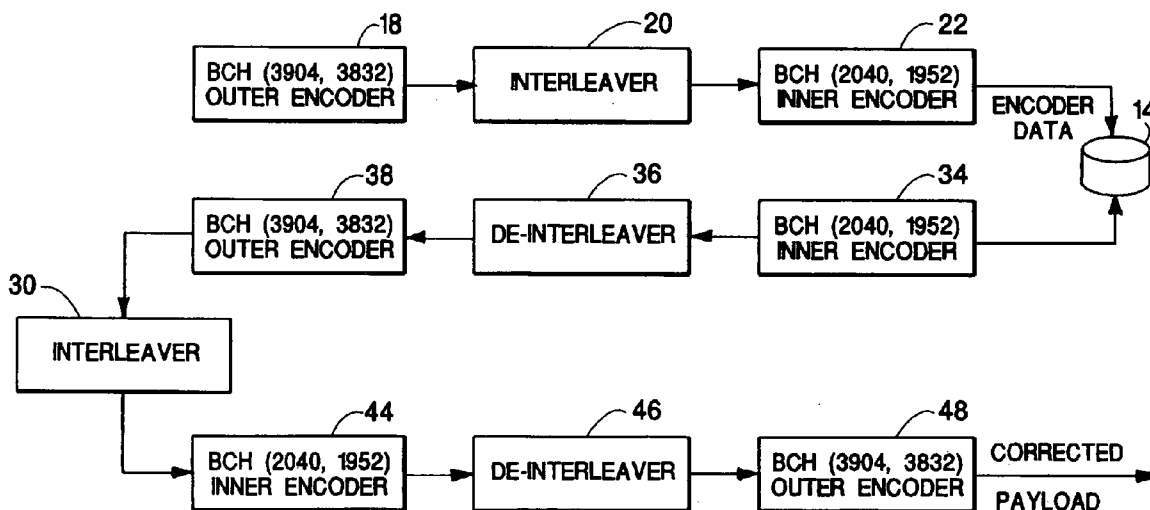 18
BCH (3904, 3832)
OUTER ENCODER
20
INTERLEAVER
22
BCH (2040, 1952)
INNER ENCODER
ENCODER
DATA
14
38
BCH (3904, 3832)
OUTER ENCODER
36
DE-INTERLEAVER
34
BCH (2040, 1952)
INNER ENCODER
30
INTERLEAVER
44
BCH (2040, 1952)
INNER ENCODER
46
DE-INTERLEAVER
48
BCH (3904, 3832)
OUTER ENCODER
CORRECTED
PAYLOAD